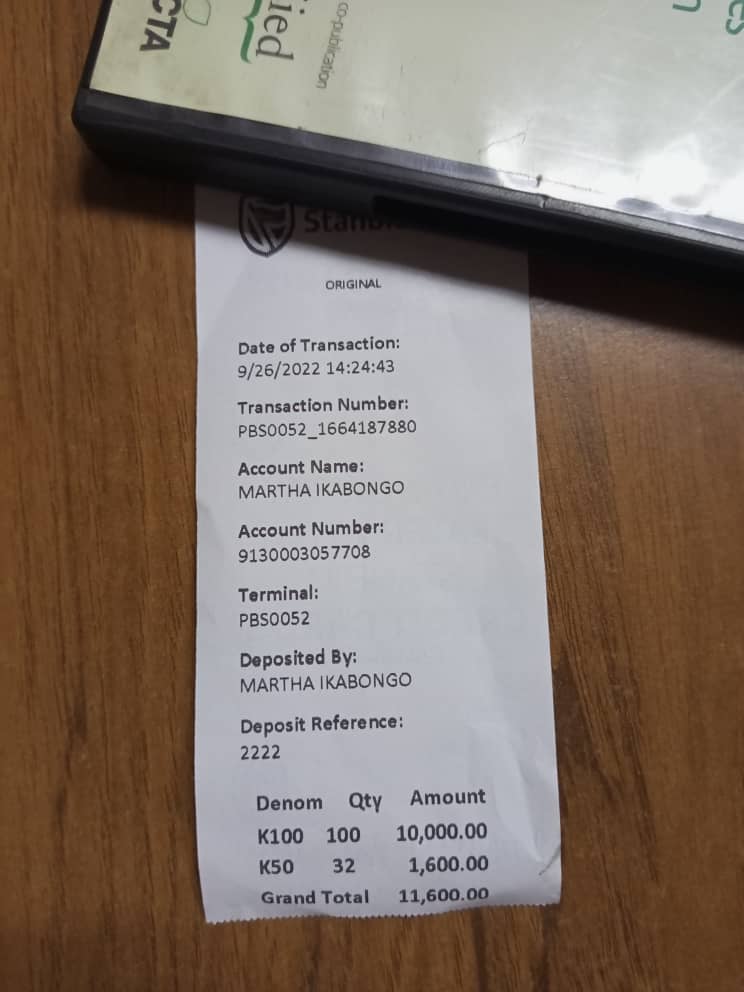 CTA
ied
co-publication
ORIGINAL
Date of Transaction:
9/26/2022 14:24:43
Transaction Number:
PBS0052_1664187880
Account Name:
MARTHA IKABONGO
Account Number:
9130003057708
Terminal:
PBS0052
Deposited By:
MARTHA IKABONGO
Deposit Reference:
2222
Denom Qty Amount
K100 100 10,000.00
K50 32 1,600.00
Grand Total 11,600.00